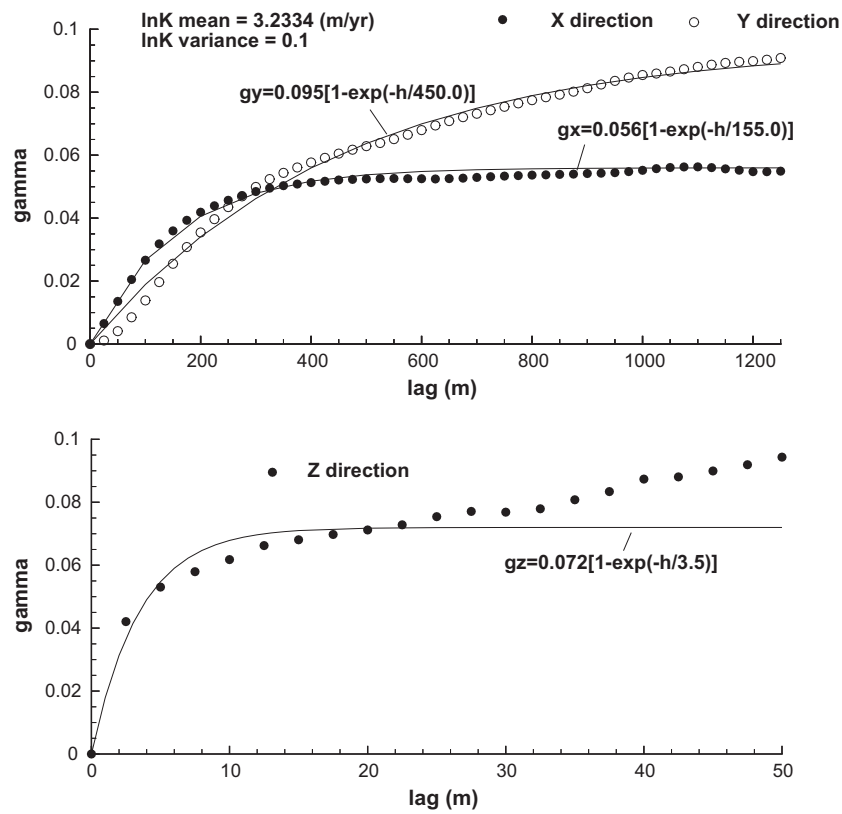 lnK mean = 3.2334 (m/yr)
lnK variance = 0.1
X direction
Y direction
gy=0.095[1-exp(-h/450.0)]
gx=0.056[1-exp(-h/155.0)]
gamma
0.1
0.08
0.06
0.04
0.02
0
0 200 400 600 800 1000 1200
lag (m)
Z direction
gz=0.072[1-exp(-h/3.5)]
gamma
0.1
0.08
0.06
0.04
0.02
0
0 10 20 30 40 50
lag (m)